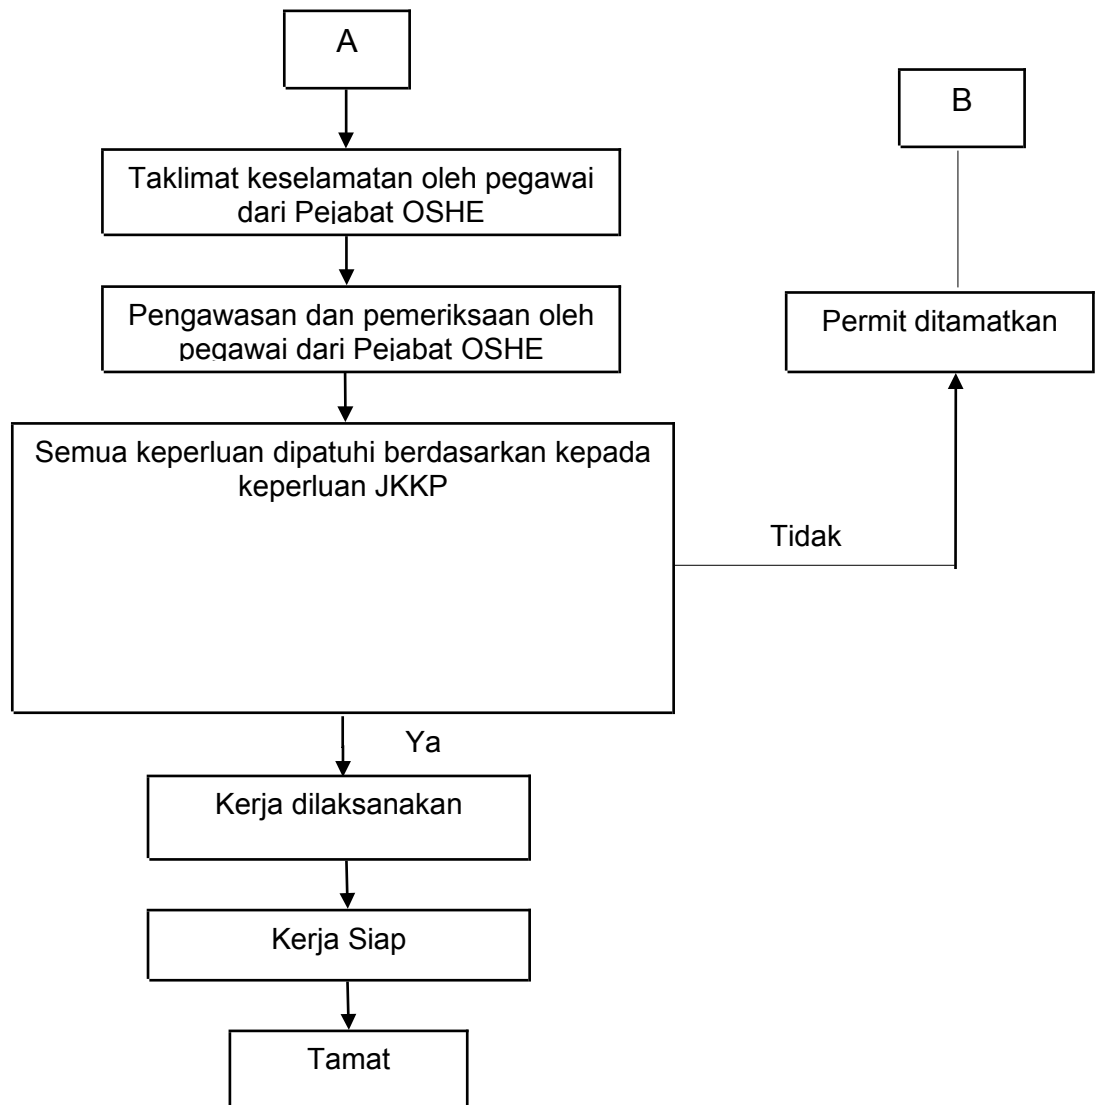 A
B
Taklimat keselamatan oleh pegawai
dari Pejabat OSHE
Pengawasan dan pemeriksaan oleh
pegawai dari Pejabat OSHE
Permit ditamatkan
Semua keperluan dipatuhi berdasarkan kepada
keperluan JKKP
Tidak
Ya
Kerja dilaksanakan
Kerja Siap
Tamat